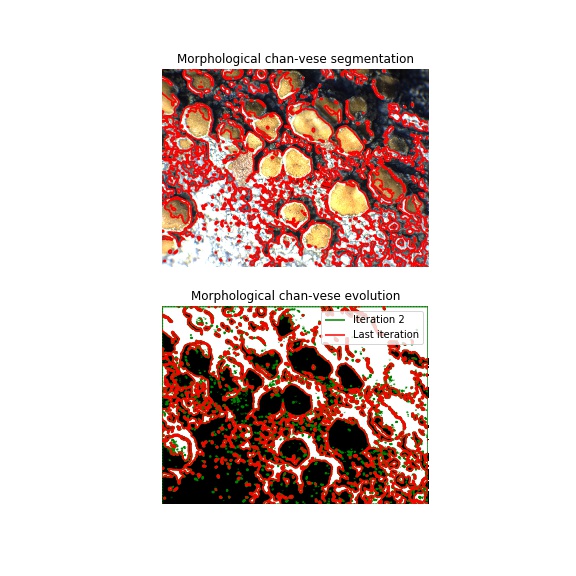 Morphological chan-vese segmentation
Morphological chan-vese evolution
Iteration 2
Last iteration